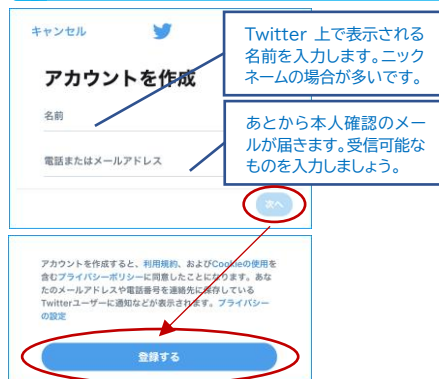 キャンセル
アカウントを作成
名前
電話またはメールアドレス
次へ
Twitter 上で表示される
名前を入力します。ニック
ネームの場合が多いです。
あとから本人確認のメー
ルが届きます。受信可能な
ものを入力しましょう。
アカウントを作成すると、利用規約、およびCookieの使用を
含むプライバシーポリシーに同意したことになります。あな
たのメールアドレスや電話番号を連絡先に保存している
Twitterユーザーに通知などが表示されます。プライバシー
の設定
登録する